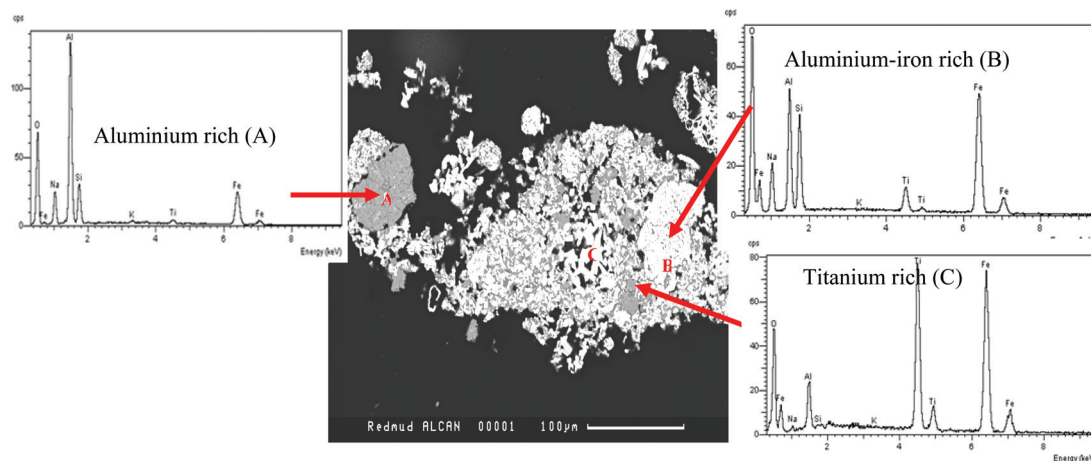 cps
Al
100
O
50
Na
Si
Fe
Fe
K
Ti
Fe
0
2
4
6
8
Energy (keV)
Aluminium rich (A)
A
B
C
Redmud ALCAN 00001 100μm
cps
O
60
Al
Fe
Si
40
Na
20
Fe
Ti
Fe
K
Ti
0
2
4
6
8
Aluminium-iron rich (B)
cps
80
Ti
Fe
60
O
40
Al
20
Fe
Ti
Fe
Na
Si
K
0
2
4
6
8
Energy (keV)
Titanium rich (C)